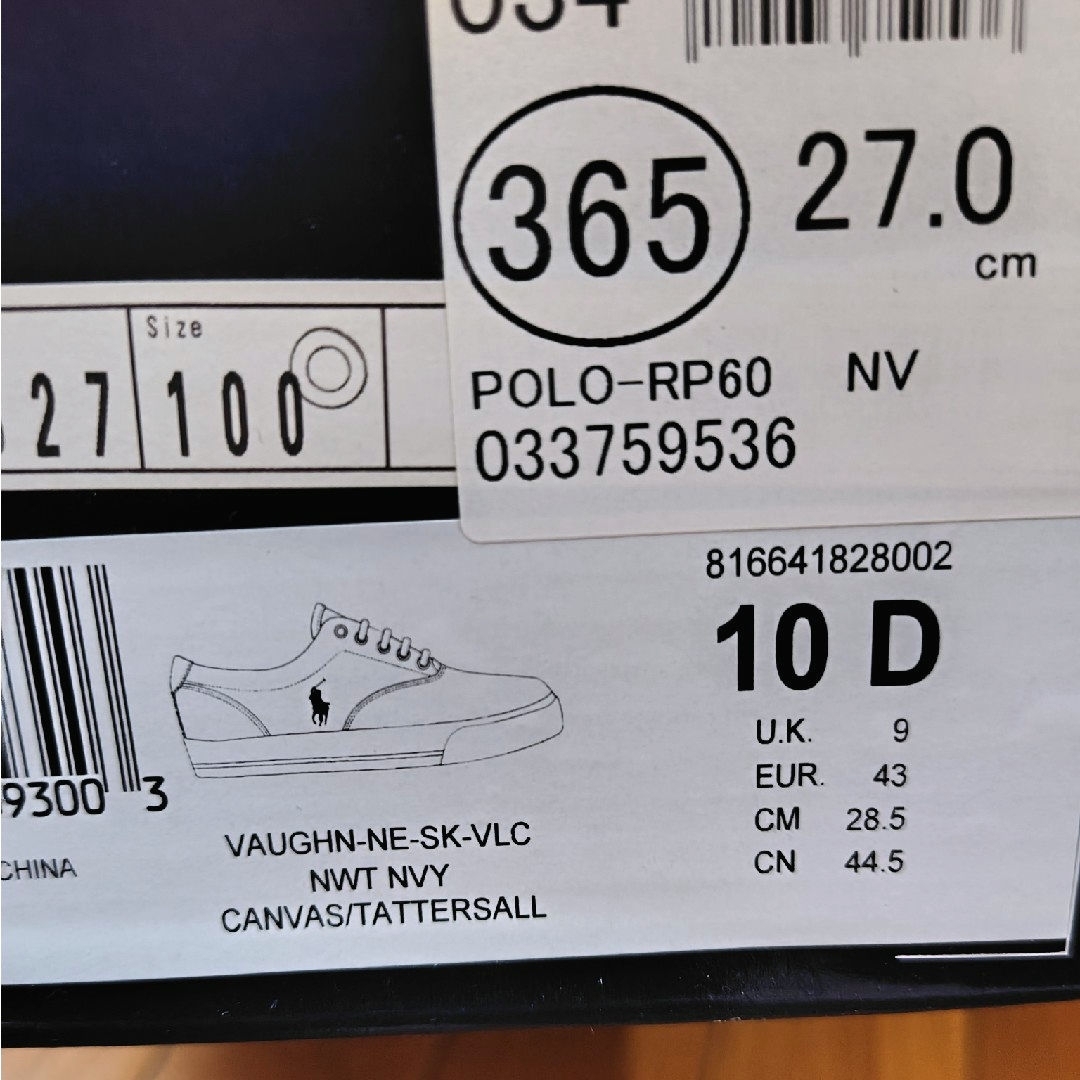 365
27.0
cm
POLO-RP60 NV
033759536
Size
27
100
816641828002
10 D
U.K. 9
EUR. 43
CM 28.5
CN 44.5
9300 3
CHINA
VAUGHN-NE-SK-VLC
NWT NVY
CANVAS/TATTERSALL